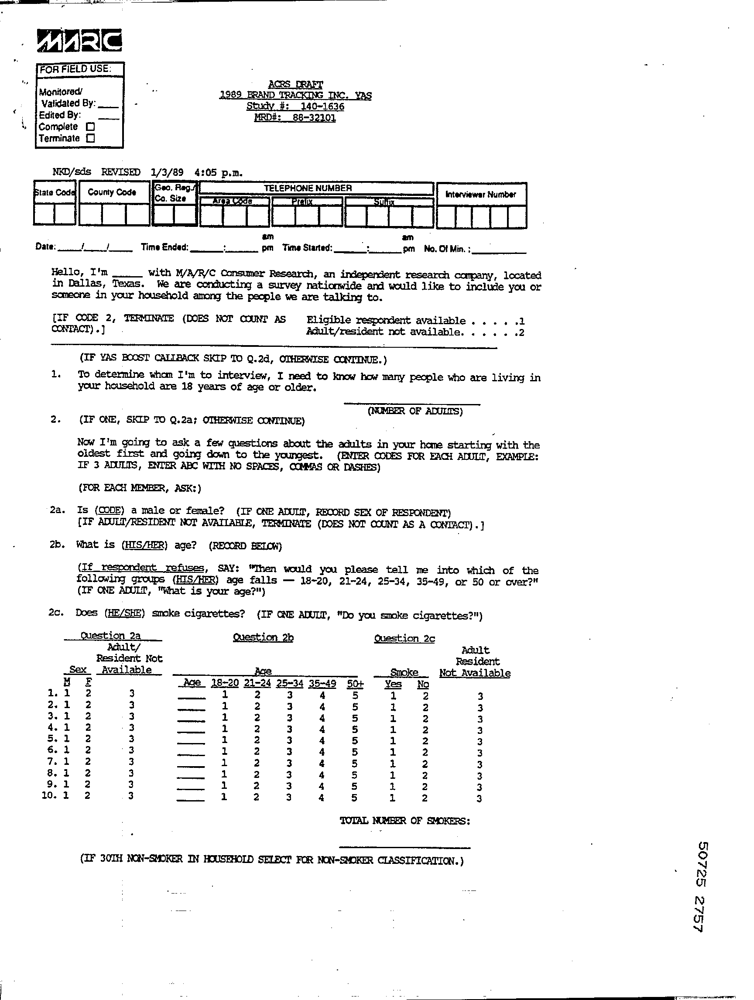 MARC
FOR FIELD USE:
Monitored/
Validated By: ____
Edited By: ____
Complete ☐
Terminate ☐
ACRS DRAFT
1989 BRAND TRACKING INC. YAS
Study #: 140-1636
MRD#: 88-32101
NKD/sds REVISED 1/3/89 4:05 p.m.
State Code County Code Geo. Reg./ Co. Size TELEPHONE NUMBER Interviewer Number
Area Code Prefix Suffix
am am
Date: ____/____/____ Time Ended: ______:______ pm Time Started: ______:______ pm No. Of Min. : __________
Hello, I'm _____ with M/A/R/C Consumer Research, an independent research company, located
in Dallas, Texas. We are conducting a survey nationwide and would like to include you or
someone in your household among the people we are talking to.
[IF CODE 2, TERMINATE (DOES NOT COUNT AS Eligible respondent available . . . . .1
CONTACT).] Adult/resident not available. . . . . .2
(IF YAS BOOST CALLBACK SKIP TO Q.2d, OTHERWISE CONTINUE.)
1. To determine whom I'm to interview, I need to know how many people who are living in
your household are 18 years of age or older.
(NUMBER OF ADULTS)
2. (IF ONE, SKIP TO Q.2a; OTHERWISE CONTINUE)
Now I'm going to ask a few questions about the adults in your home starting with the
oldest first and going down to the youngest. (ENTER CODES FOR EACH ADULT, EXAMPLE:
IF 3 ADULTS, ENTER ABC WITH NO SPACES, COMMAS OR DASHES)
(FOR EACH MEMBER, ASK:)
2a. Is (CODE) a male or female? (IF ONE ADULT, RECORD SEX OF RESPONDENT)
[IF ADULT/RESIDENT NOT AVAILABLE, TERMINATE (DOES NOT COUNT AS A CONTACT).]
2b. What is (HIS/HER) age? (RECORD BELOW)
(If respondent refuses, SAY: "Then would you please tell me into which of the
following groups (HIS/HER) age falls — 18-20, 21-24, 25-34, 35-49, or 50 or over?"
(IF ONE ADULT, "What is your age?")
2c. Does (HE/SHE) smoke cigarettes? (IF ONE ADULT, "Do you smoke cigarettes?")
Question 2a Question 2b Question 2c
Adult/ Adult
Resident Not Resident
Sex Available Age Smoke Not Available
M F Age 18-20 21-24 25-34 35-49 50+ Yes No
1. 1 2 3 ____ 1 2 3 4 5 1 2 3
2. 1 2 3 ____ 1 2 3 4 5 1 2 3
3. 1 2 3 ____ 1 2 3 4 5 1 2 3
4. 1 2 3 ____ 1 2 3 4 5 1 2 3
5. 1 2 3 ____ 1 2 3 4 5 1 2 3
6. 1 2 3 ____ 1 2 3 4 5 1 2 3
7. 1 2 3 ____ 1 2 3 4 5 1 2 3
8. 1 2 3 ____ 1 2 3 4 5 1 2 3
9. 1 2 3 ____ 1 2 3 4 5 1 2 3
10. 1 2 3 ____ 1 2 3 4 5 1 2 3
TOTAL NUMBER OF SMOKERS:
(IF 30TH NON-SMOKER IN HOUSEHOLD SELECT FOR NON-SMOKER CLASSIFICATION.)
50725 2757